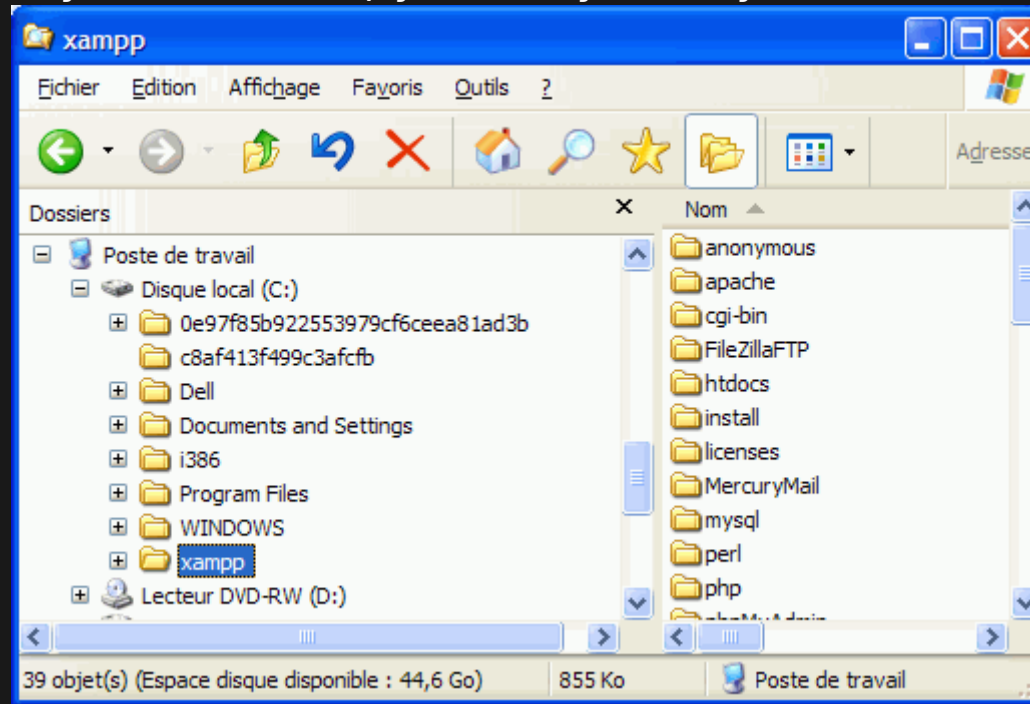 xampp
Fichier Edition Affichage Favoris Outils ?
Adresse
Dossiers
Nom
Poste de travail
Disque local (C:)
0e97f85b922553979cf6ceea81ad3b
c8af413f499c3afcfb
Dell
Documents and Settings
i386
Program Files
WINDOWS
xampp
Lecteur DVD-RW (D:)
anonymous
apache
cgi-bin
FileZillaFTP
htdocs
install
licenses
MercuryMail
mysql
perl
php
phpMyAdmin
39 objet(s) (Espace disque disponible : 44,6 Go) 855 Ko Poste de travail